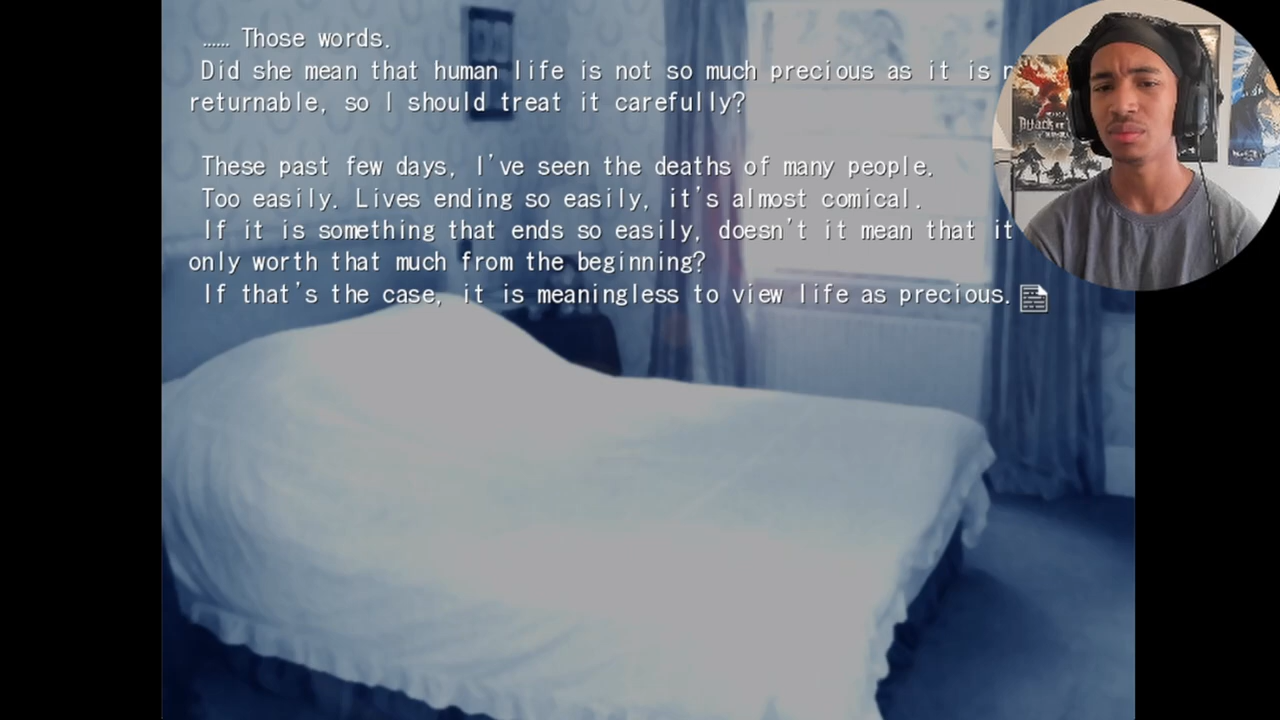 …… Those words.
Did she mean that human life is not so much precious as it is
returnable, so I should treat it carefully?
These past few days, I've seen the deaths of many people.
Too easily. Lives ending so easily, it's almost comical.
If it is something that ends so easily, doesn't it mean that it
only worth that much from the beginning?
If that's the case, it is meaningless to view life as precious.
Attack on